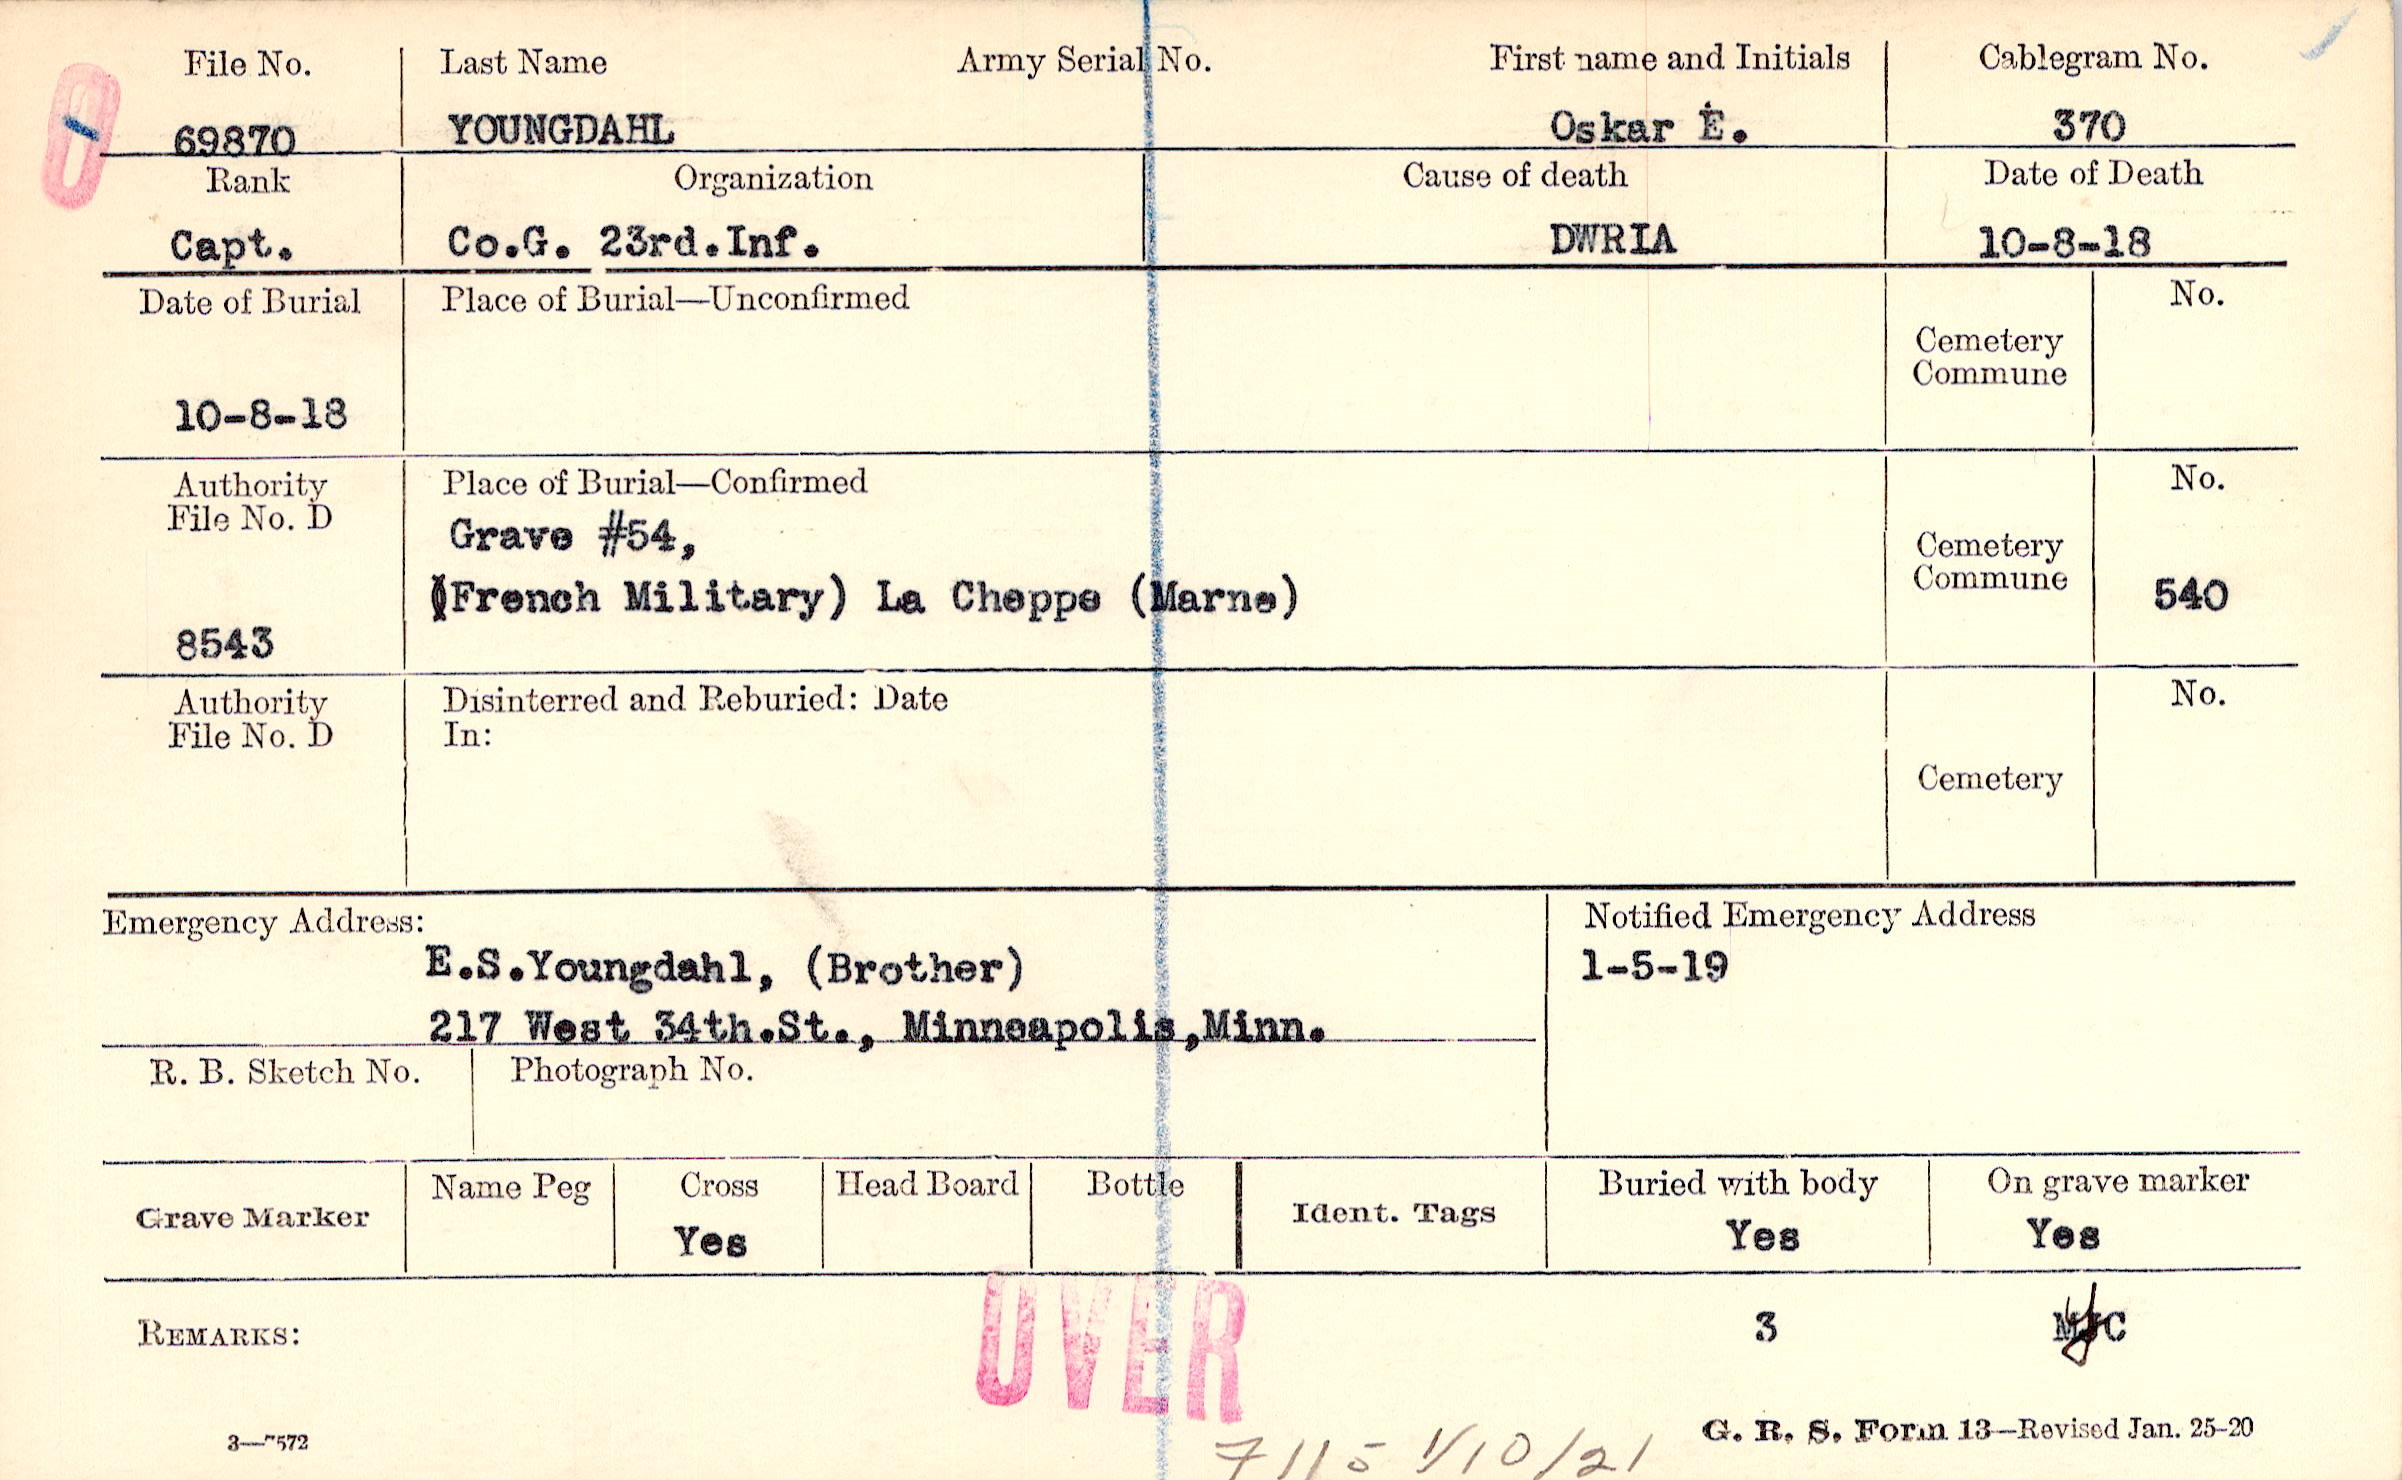 File No. Last Name Army Serial No. First name and Initials Cablegram No.
69870 YOUNGDAHL Oskar E. 370
Rank Organization Cause of death Date of Death
Capt. Co.G. 23rd.Inf. DWRIA 10-8-18
Date of Burial Place of Burial—Unconfirmed No.
Cemetery
Commune
10-8-18
Authority Place of Burial—Confirmed No.
File No. D
Grave #54,
Cemetery
Commune
(French Military) La Cheppe (Marne) 540
8543
Authority Disinterred and Reburied: Date No.
File No. D In:
Cemetery
Emergency Address: Notified Emergency Address
E.S.Youngdahl, (Brother) 1-5-19
217 West 34th.St., Minneapolis,Minn.
R. B. Sketch No. Photograph No.
Grave Marker Name Peg Cross Head Board Bottle Ident. Tags Buried with body On grave marker
Yes Yes Yes
REMARKS: 3 MJC
OVER
3—7572 G. R. S. Form 13—Revised Jan. 25-20
7115 1/10/21